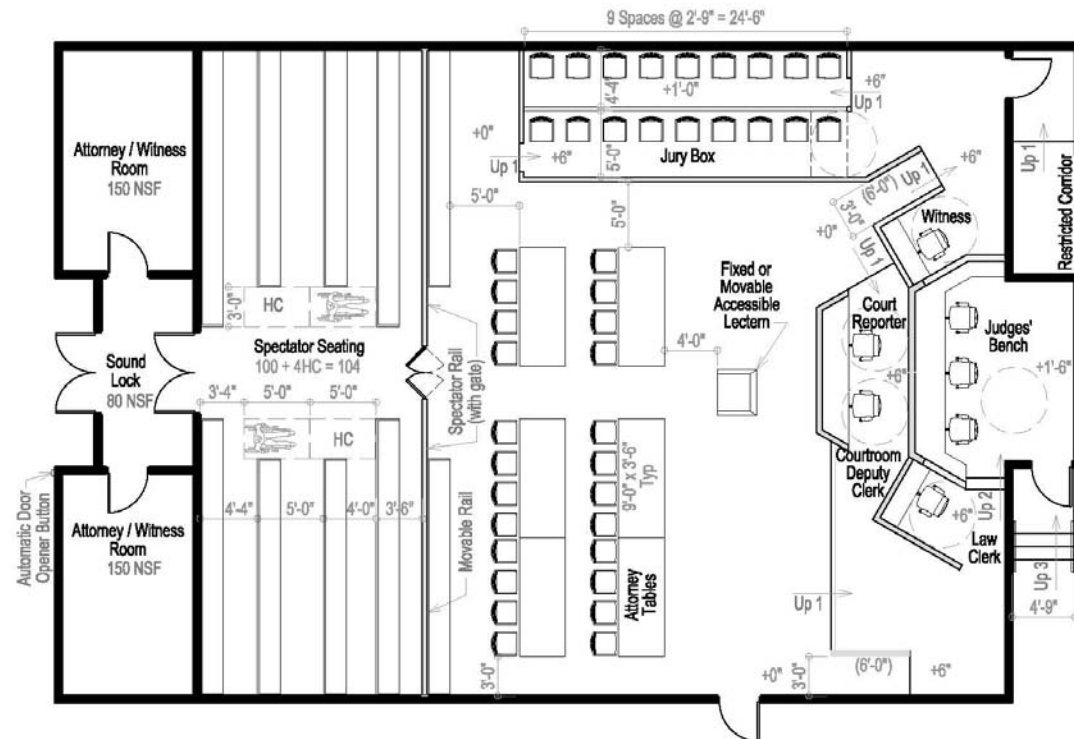 9 Spaces @ 2'-9" = 24'-6"
+1'-0"
+6"
Up 1
4'-4"
+0"
Up 1
+6"
5'-0"
Jury Box
Attorney / Witness
Room
150 NSF
5'-0"
5'-0"
3'-0"
(6'-0")
Up 1
+6"
Witness
Up 1
Restricted Corridor
+0"
Up 1
3'-0"
HC
Fixed or
Movable
Accessible
Lectern
Court
Reporter
Judges'
Bench
Spectator Seating
100 + 4HC = 104
Sound
Lock
80 NSF
4'-0"
+6"
+1'-6"
3'-4"
5'-0"
5'-0"
HC
Spectator Rail
(with gate)
Courtroom
Deputy
Clerk
9'-0" x 3'-6"
Typ
4'-4"
5'-0"
4'-0"
3'-6"
Automatic Door
Opener Button
Attorney / Witness
Room
150 NSF
Movable Rail
Attorney
Tables
+6"
Law
Clerk
Up 2
Up 3
Up 1
4'-9"
3'-0"
+0"
3'-0"
(6'-0")
+6"